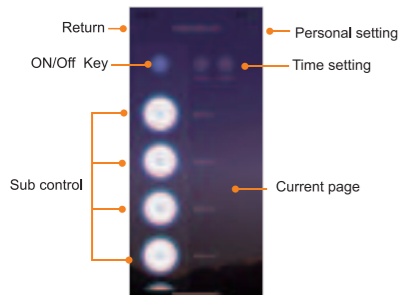 Return
Personal setting
ON/Off Key
Time setting
Sub control
Current page